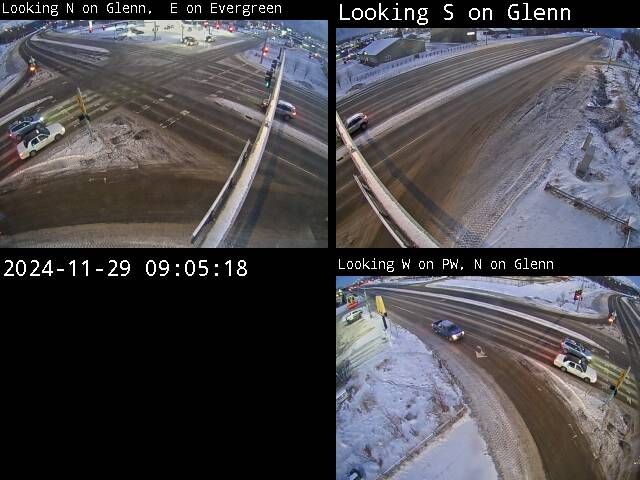 Looking N on Glenn,  E on Evergreen
Looking S on Glenn
2024-11-29 09:05:18
Looking W on PW, N on Glenn